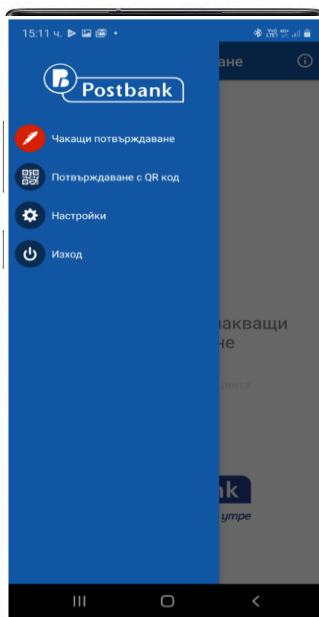 15:11 ч.
ане
Postbank
Чакащи потвърждаване
Потвърждаване с QR код
Настройки
Изход
чакващи
не
nk
утре